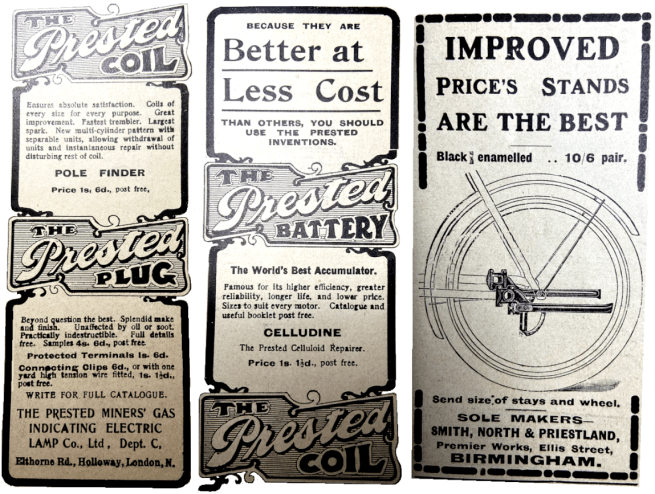 THE
Prested
COIL
Ensures absolute satisfaction. Coils of
every size for every purpose. Great
improvement. Fastest trembler. Largest
spark. New multi-cylinder pattern with
separable units, allowing withdrawal of
units and instantaneous repair without
disturbing rest of coil.
POLE FINDER
Price 1s. 6d., post free,
THE
Prested
PLUG
Beyond question the best. Splendid make
and finish. Unaffected by oil or soot.
Practically indestructible. Full details
free. Samples 4s. 6d., post free.
Protected Terminals 1s. 6d.
Connecting Clips 6d., or with one
yard high tension wire fitted, 1s. 1½d.,
post free.
WRITE FOR FULL CATALOGUE.
THE PRESTED MINERS' GAS
INDICATING ELECTRIC
LAMP Co., Ltd, Dept. C,
Elthorne Rd., Holloway, London, N.
BECAUSE THEY ARE
Better at
Less Cost
THAN OTHERS, YOU SHOULD
USE THE PRESTED
INVENTIONS.
THE
Prested
BATTERY
The World's Best Accumulator.
Famous for its higher efficiency, greater
reliability, longer life, and lower price.
Sizes to suit every motor. Catalogue and
useful booklet post free.
CELLUDINE
The Prested Celluloid Repairer.
Price 1s. 1½d., post free.
THE
Prested
COIL
IMPROVED
PRICE'S STANDS
ARE THE BEST
Black enamelled .. 10/6 pair.
Send size of stays and wheel.
SOLE MAKERS—
SMITH, NORTH & PRIESTLAND,
Premier Works, Ellis Street,
BIRMINGHAM.